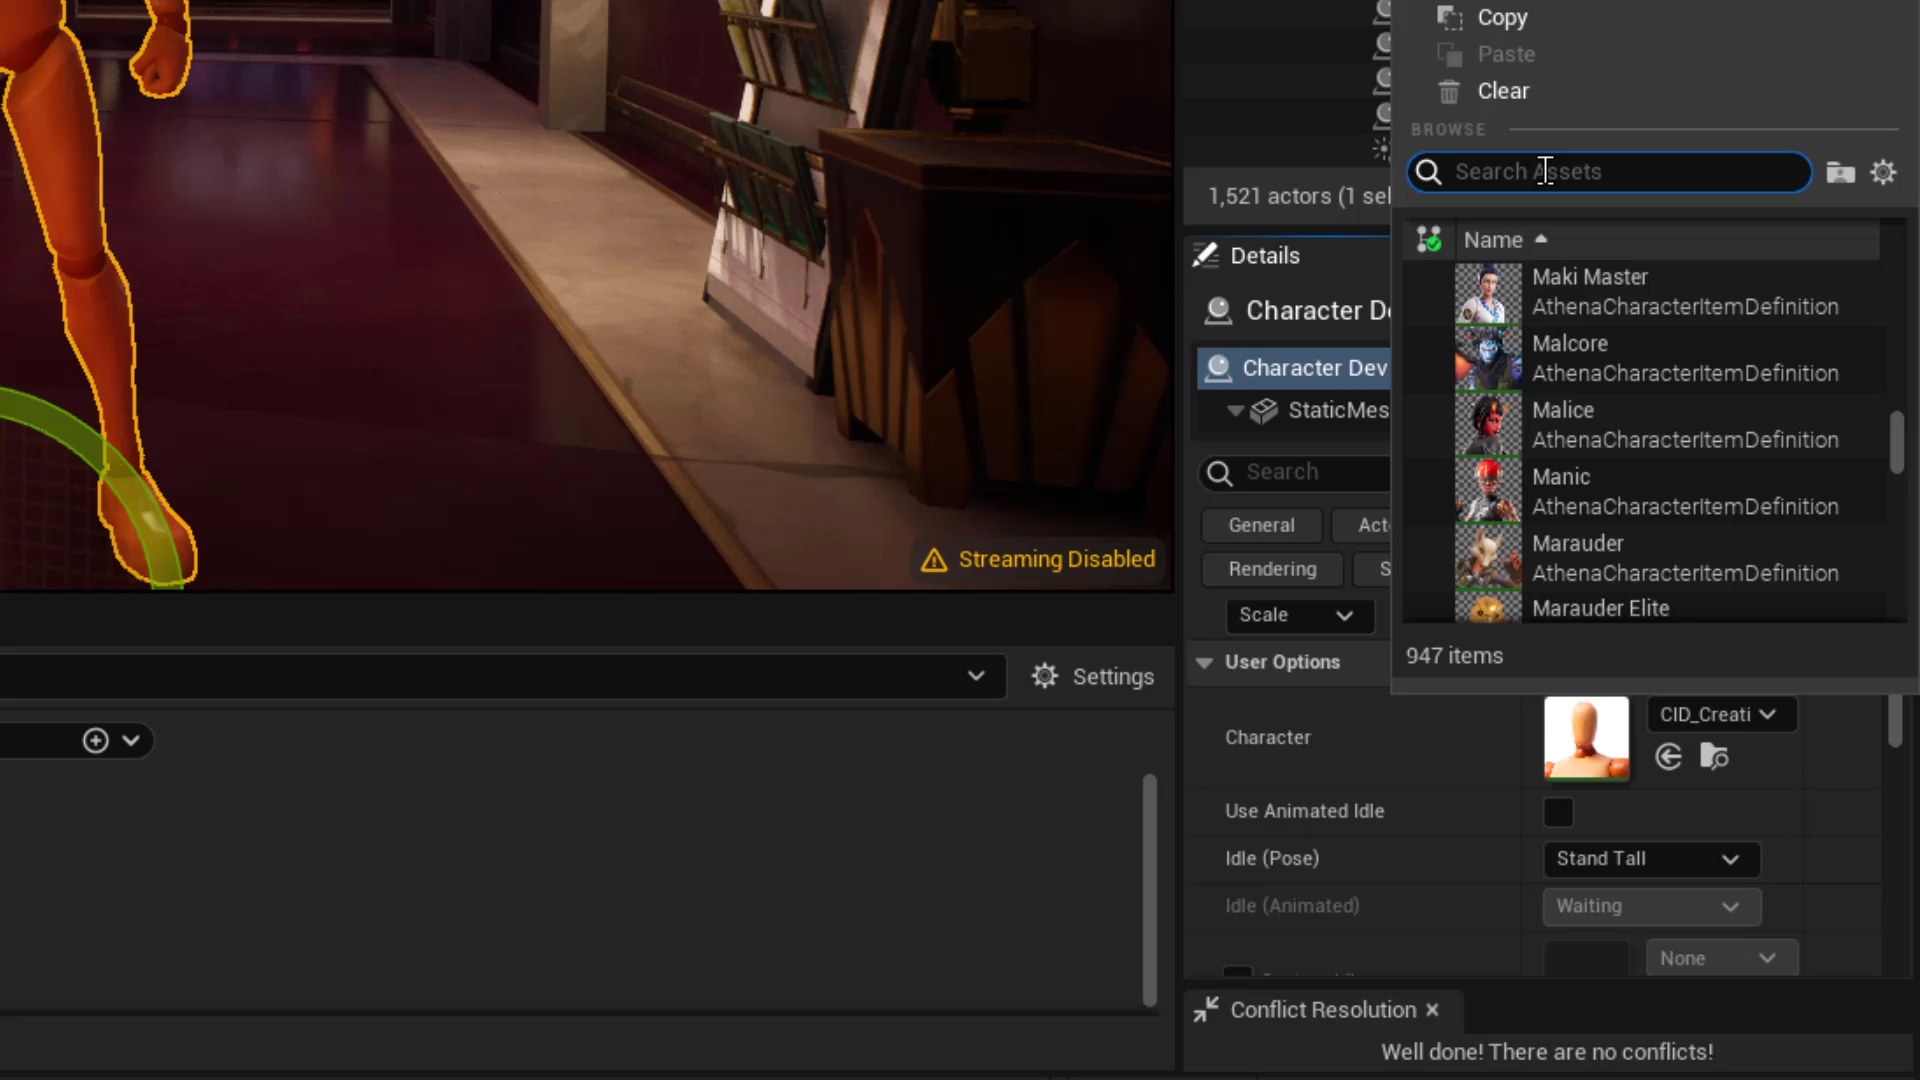 Copy
Paste
Clear
BROWSE
Search Assets
1,521 actors (1 sel
Name
Details
Maki Master
AthenaCharacterItemDefinition
Character De
Malcore
AthenaCharacterItemDefinition
Character Dev
Malice
AthenaCharacterItemDefinition
StaticMes
Manic
AthenaCharacterItemDefinition
Search
General
Act
Marauder
AthenaCharacterItemDefinition
Streaming Disabled
Rendering
S
Marauder Elite
Scale
947 items
User Options
Settings
Character
CID_Creati
Use Animated Idle
Idle (Pose)
Stand Tall
Idle (Animated)
Waiting
None
Conflict Resolution
Well done! There are no conflicts!